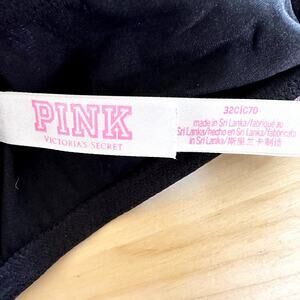 PINK
VICTORIA'S SECRET
32C|C70
made in Sri Lanka/fabriqué au
Sri Lanka/hecho en Sri Lanka/fabricato
in Sri Lanka/斯里兰卡制造